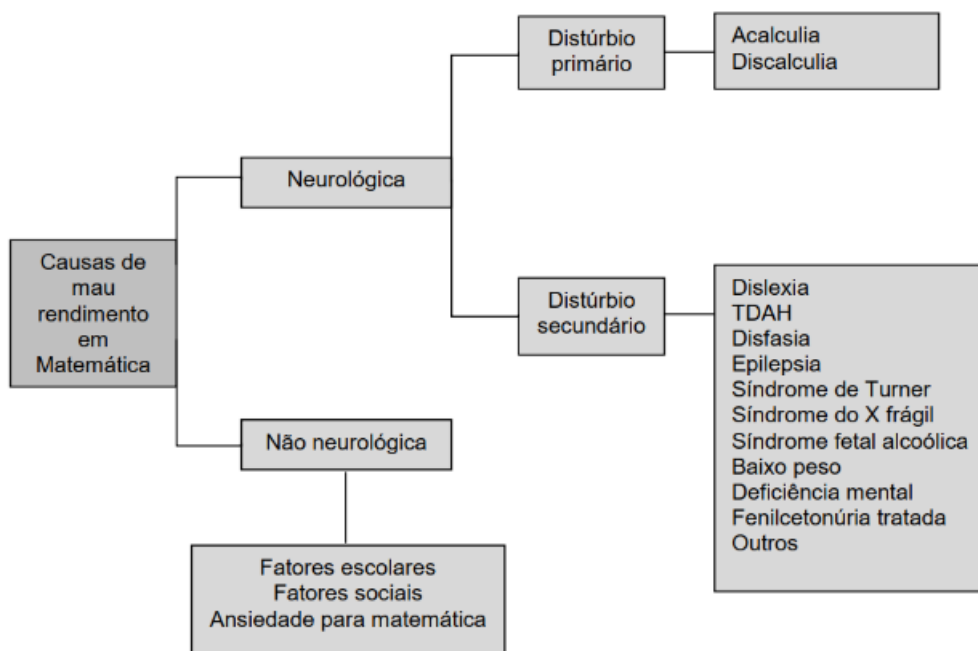 Causas de
mau
rendimento
em
Matemática
Neurológica
Distúrbio
primário
Acalculia
Discalculia
Distúrbio
secundário
Dislexia
TDAH
Disfasia
Epilepsia
Síndrome de Turner
Síndrome do X frágil
Síndrome fetal alcoólica
Baixo peso
Deficiência mental
Fenilcetonúria tratada
Outros
Não neurológica
Fatores escolares
Fatores sociais
Ansiedade para matemática